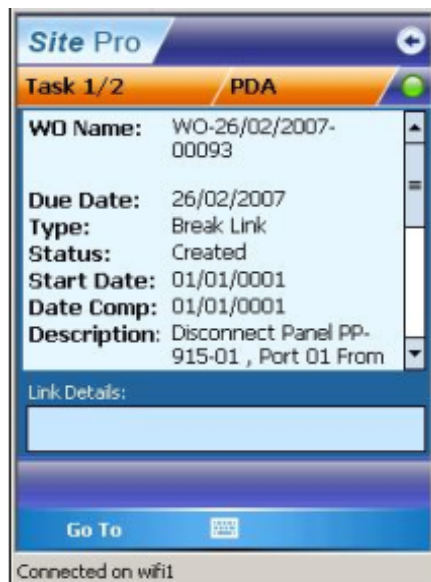 Site Pro
Task 1/2 PDA
WO Name: WO-26/02/2007-
00093
Due Date: 26/02/2007
Type: Break Link
Status: Created
Start Date: 01/01/0001
Date Comp: 01/01/0001
Description: Disconnect Panel PP-
915-01 , Port 01 From
Link Details:
Go To
Connected on wifi1